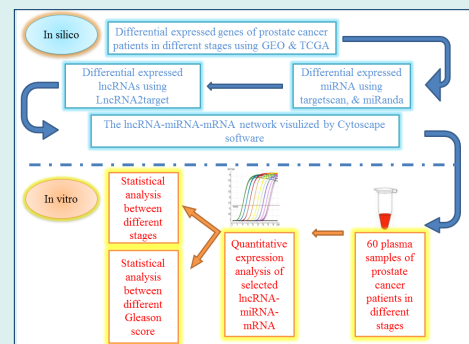 In silico
Differential expressed genes of prostate cancer
patients in different stages using GEO & TCGA
Differential expressed
lncRNAs using
LncRNA2target
Differential expressed
miRNA using
targetscan, & miRanda
The lncRNA-miRNA-mRNA network visulized by Cytoscape
software
In vitro
Statistical
analysis
between
different
stages
Statistical
analysis
between
different
Gleason
score
Quantitative
expression
analysis of
selected
lncRNA-
miRNA-
mRNA
60 plasma
samples of
prostate
cancer
patients in
different
stages